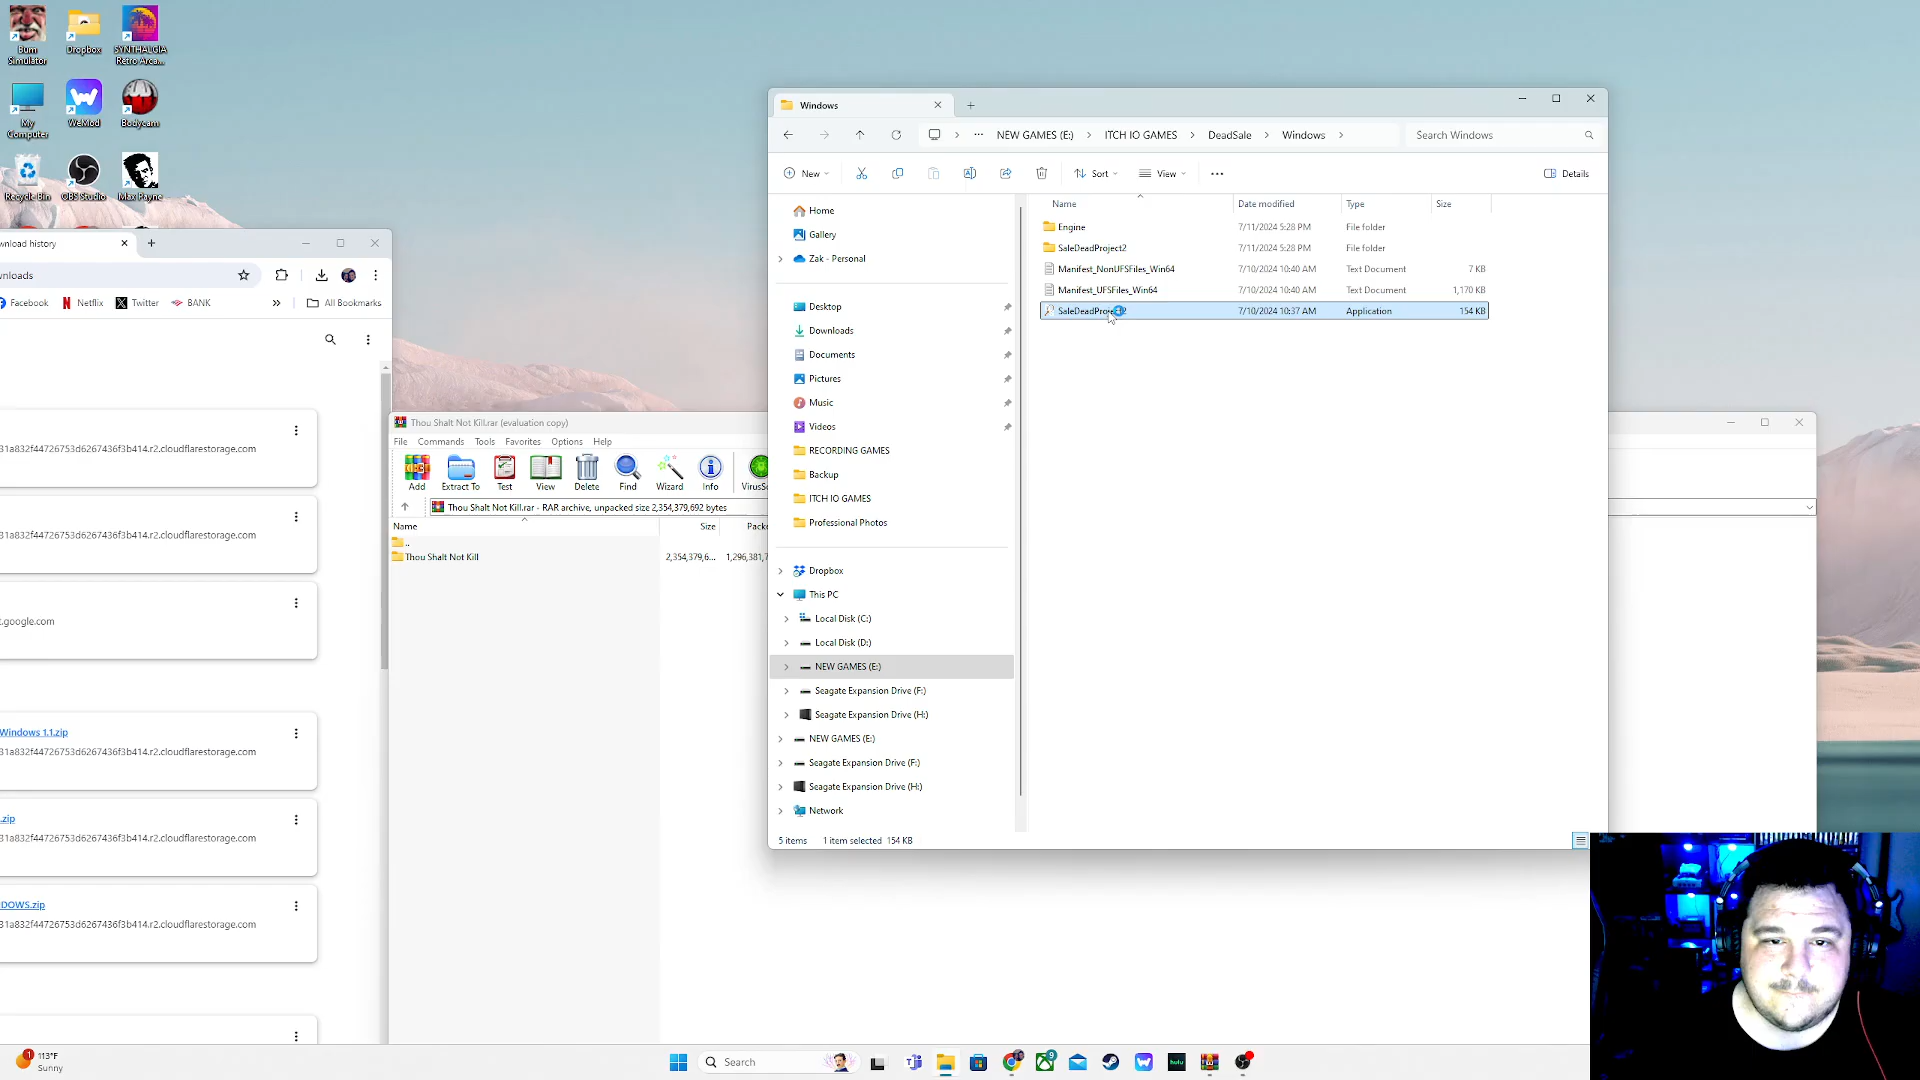 Bum
Simulator
Dropbox
SYNTHALGIA
Retro Arca...
My
Computer
WeMod
Bodycam
Recycle Bin
OBS Studio
Max Payne
wnload history
wnloads
Facebook
Netflix
Twitter
BANK
All Bookmarks
31a832f44726753d6267436f3b414.r2.cloudflarestorage.com
31a832f44726753d6267436f3b414.r2.cloudflarestorage.com
t.google.com
Windows 1.1.zip
31a832f44726753d6267436f3b414.r2.cloudflarestorage.com
.zip
31a832f44726753d6267436f3b414.r2.cloudflarestorage.com
DOWS.zip
31a832f44726753d6267436f3b414.r2.cloudflarestorage.com
Thou Shalt Not Kill.rar (evaluation copy)
File Commands Tools Favorites Options Help
Add Extract To Test View Delete Find Wizard Info VirusSc
Thou Shalt Not Kill.rar - RAR archive, unpacked size 2,354,379,692 bytes
Name Size Packe
..
Thou Shalt Not Kill 2,354,379,6... 1,296,381,7
Windows
NEW GAMES (E:) ITCH IO GAMES DeadSale Windows
Search Windows
New Sort View Details
Home
Gallery
Zak - Personal
Desktop
Downloads
Documents
Pictures
Music
Videos
RECORDING GAMES
Backup
ITCH IO GAMES
Professional Photos
Dropbox
This PC
Local Disk (C:)
Local Disk (D:)
NEW GAMES (E:)
Seagate Expansion Drive (F:)
Seagate Expansion Drive (H:)
NEW GAMES (E:)
Seagate Expansion Drive (F:)
Seagate Expansion Drive (H:)
Network
Name Date modified Type Size
Engine 7/11/2024 5:28 PM File folder
SaleDeadProject2 7/11/2024 5:28 PM File folder
Manifest_NonUFSFiles_Win64 7/10/2024 10:40 AM Text Document 7 KB
Manifest_UFSFiles_Win64 7/10/2024 10:40 AM Text Document 1,170 KB
SaleDeadProject2 7/10/2024 10:37 AM Application 154 KB
5 items 1 item selected 154 KB
1
113°F
Sunny
Search
9
hulu